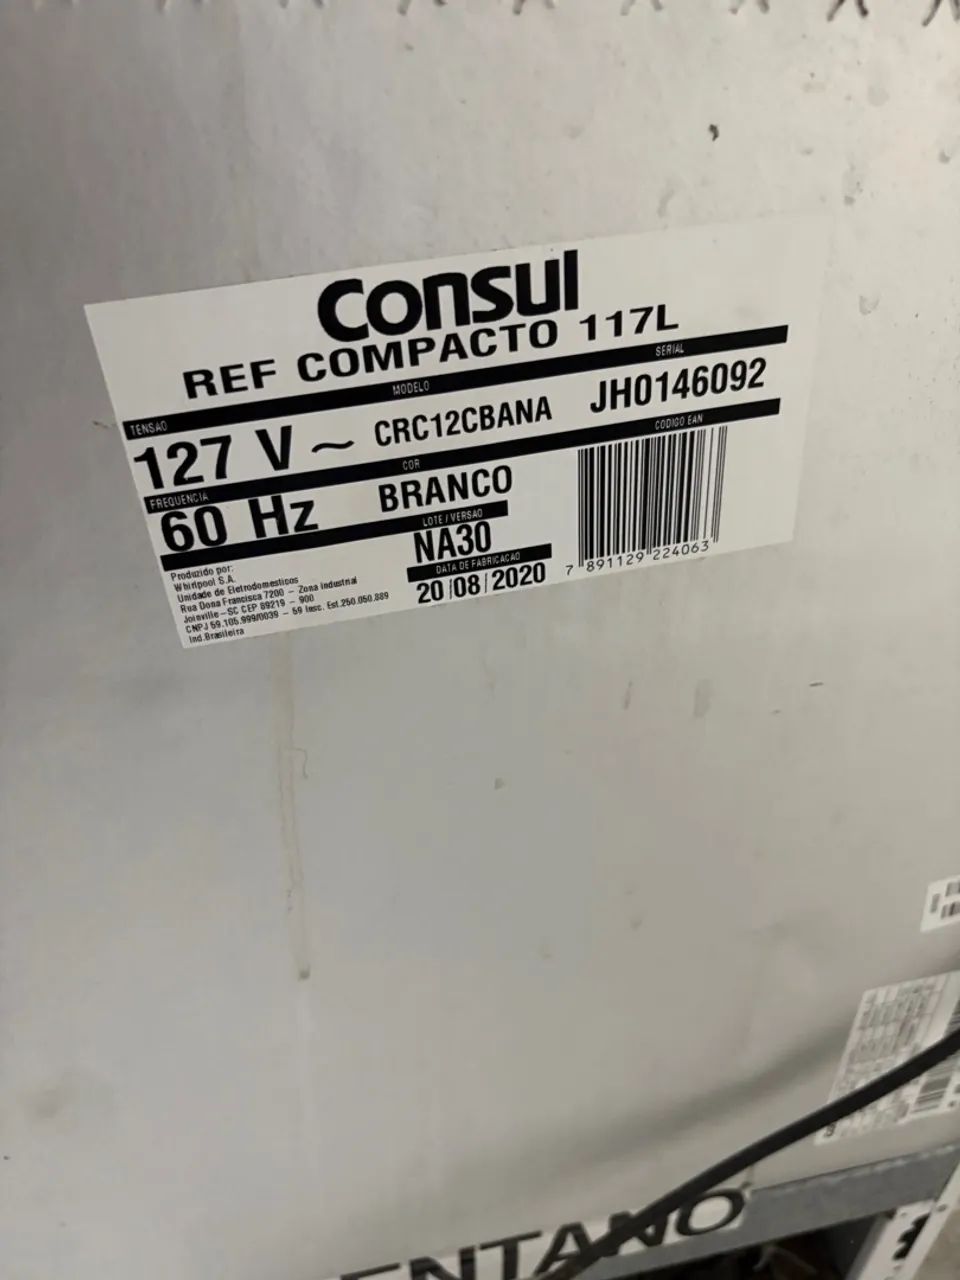 Consul
REF COMPACTO 117L
TENSAO MODELO SERIAL
127 V ~ CRC12CBANA JH0146092
FREQUENCIA COR CODIGO EAN
60 Hz BRANCO
LOTE / VERSAO
NA30
DATA DE FABRICACAO
20/08/2020
7 891129 224063
Produzido por:
Whirlpool S.A.
Unidade de Eletrodomesticos
Rua Dona Francisca 7200 - Zona Industrial
Joinville-SC CEP 89219 - 900
CNPJ 59.105.999/0039 - 59 Insc. Est.250.050.889
Ind.Brasileira
ENTANO